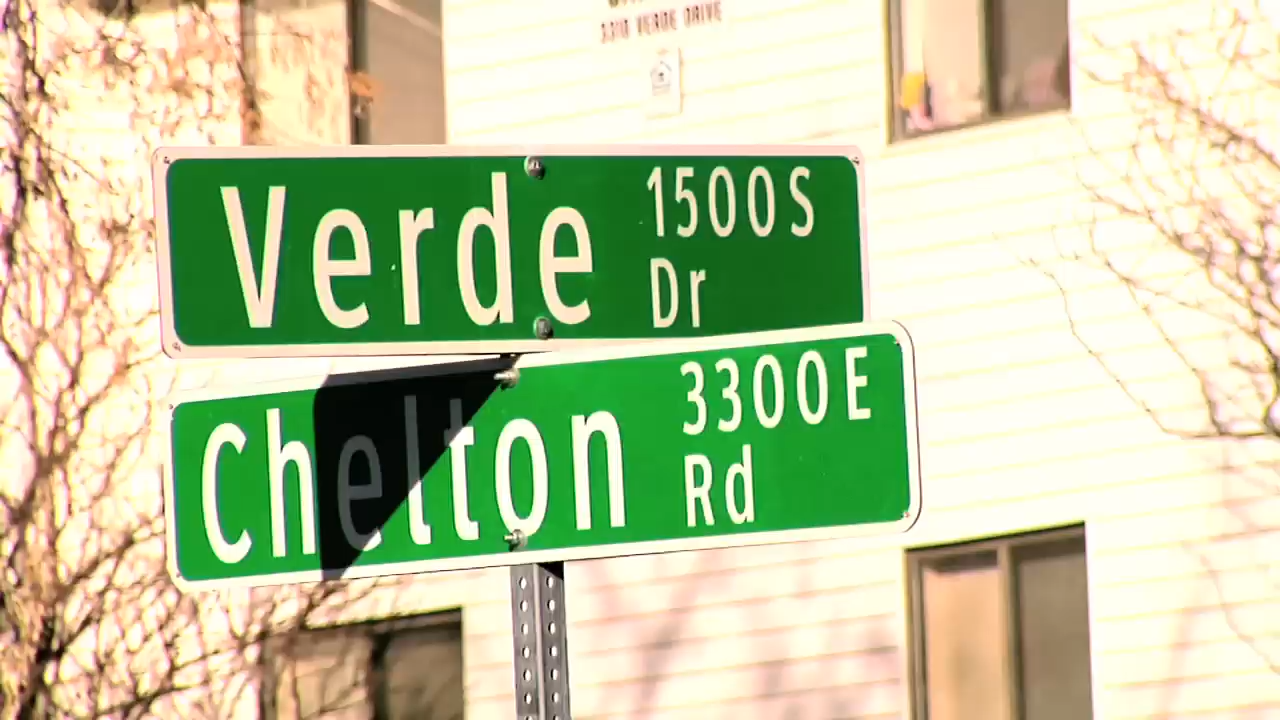 3310 VERDE DRIVE
Verde 1500 S
Dr
Chelton 3300 E
Rd